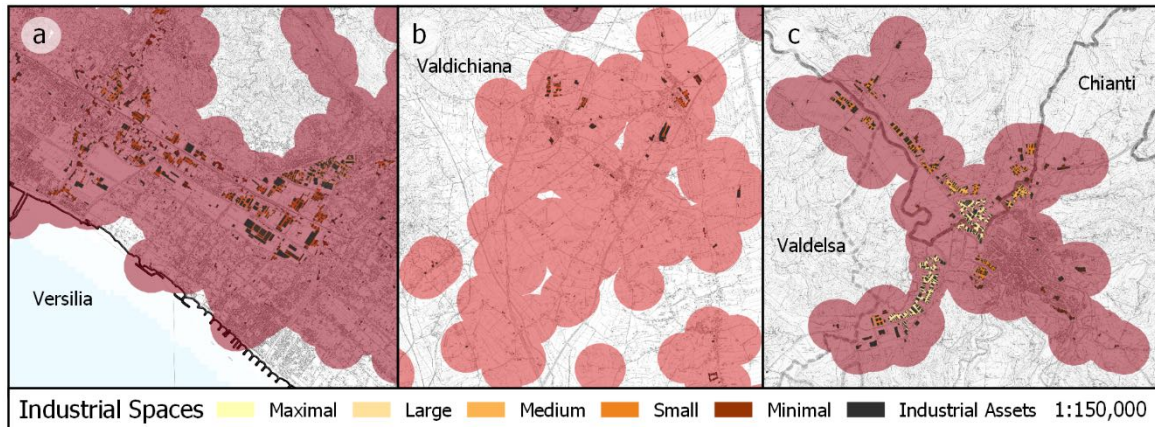 a
Versilia
b
Valdichiana
c
Chianti
Valdelsa
Industrial Spaces Maximal Large Medium Small Minimal Industrial Assets 1:150,000